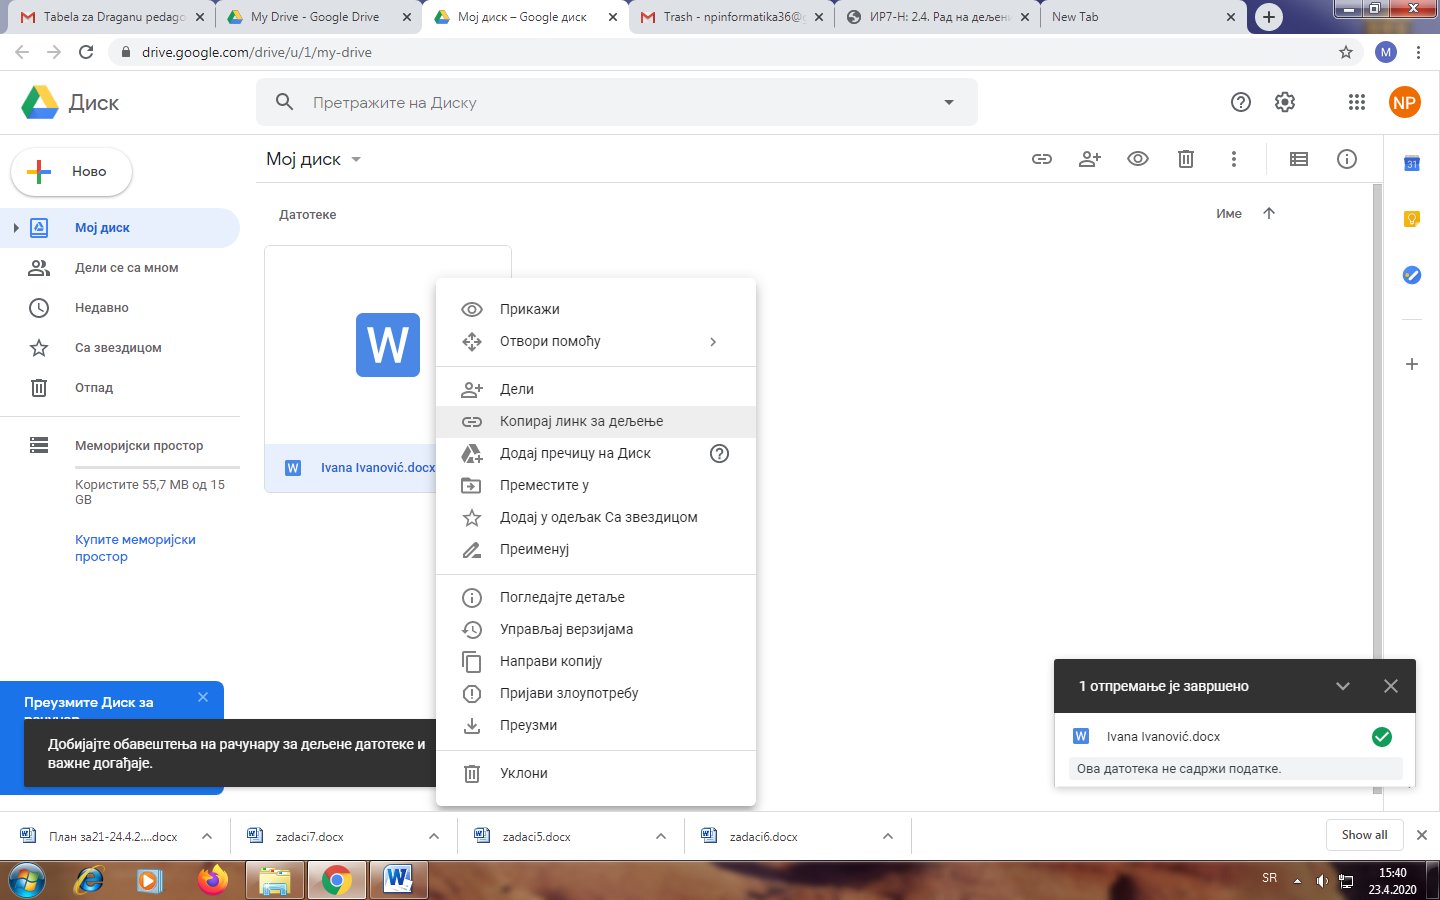 Tabela za Draganu pedago
My Drive - Google Drive
Мој диск – Google диск
Trash - npinformatika36@
ИР7-Н: 2.4. Рад на дељени
New Tab
drive.google.com/drive/u/1/my-drive
M
Диск
Претражите на Диску
NP
Ново
Мој диск
31
Мој диск
Дели се са мном
Недавно
Са звездицом
Отпад
Меморијски простор
Користите 55,7 MB од 15
GB
Купите меморијски
простор
Датотеке
Име
W
W
Ivana Ivanović.docx
Прикажи
Отвори помоћу
Дели
Копирај линк за дељење
Додај пречицу на Диск
Преместите у
Додај у одељак Са звездицом
Преименуј
Погледајте детаље
Управљај верзијама
Направи копију
Пријави злоупотребу
Преузми
Уклони
Преузмите Диск за
Добијајте обавештења на рачунару за дељене датотеке и
важне догађаје.
1 отпремање је завршено
W
Ivana Ivanović.docx
Ова датотека не садржи податке.
План за21-24.4.2....docx
zadaci7.docx
zadaci5.docx
zadaci6.docx
Show all
SR
15:40
23.4.2020